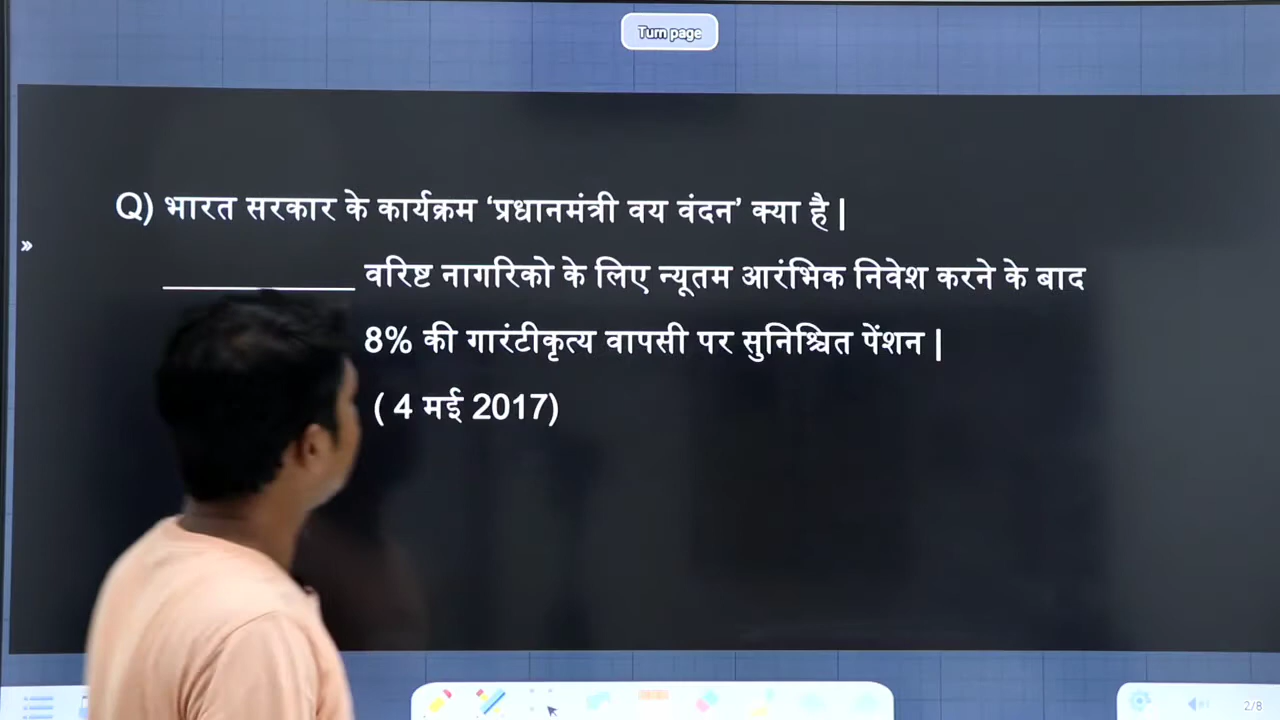 Turn page
Q) भारत सरकार के कार्यक्रम ‘प्रधानमंत्री वय वंदन’ क्या है |
____________ वरिष्ट नागरिको के लिए न्यूतम आरंभिक निवेश करने के बाद
8% की गारंटीकृत्य वापसी पर सुनिश्चित पेंशन |
( 4 मई 2017)
2/8